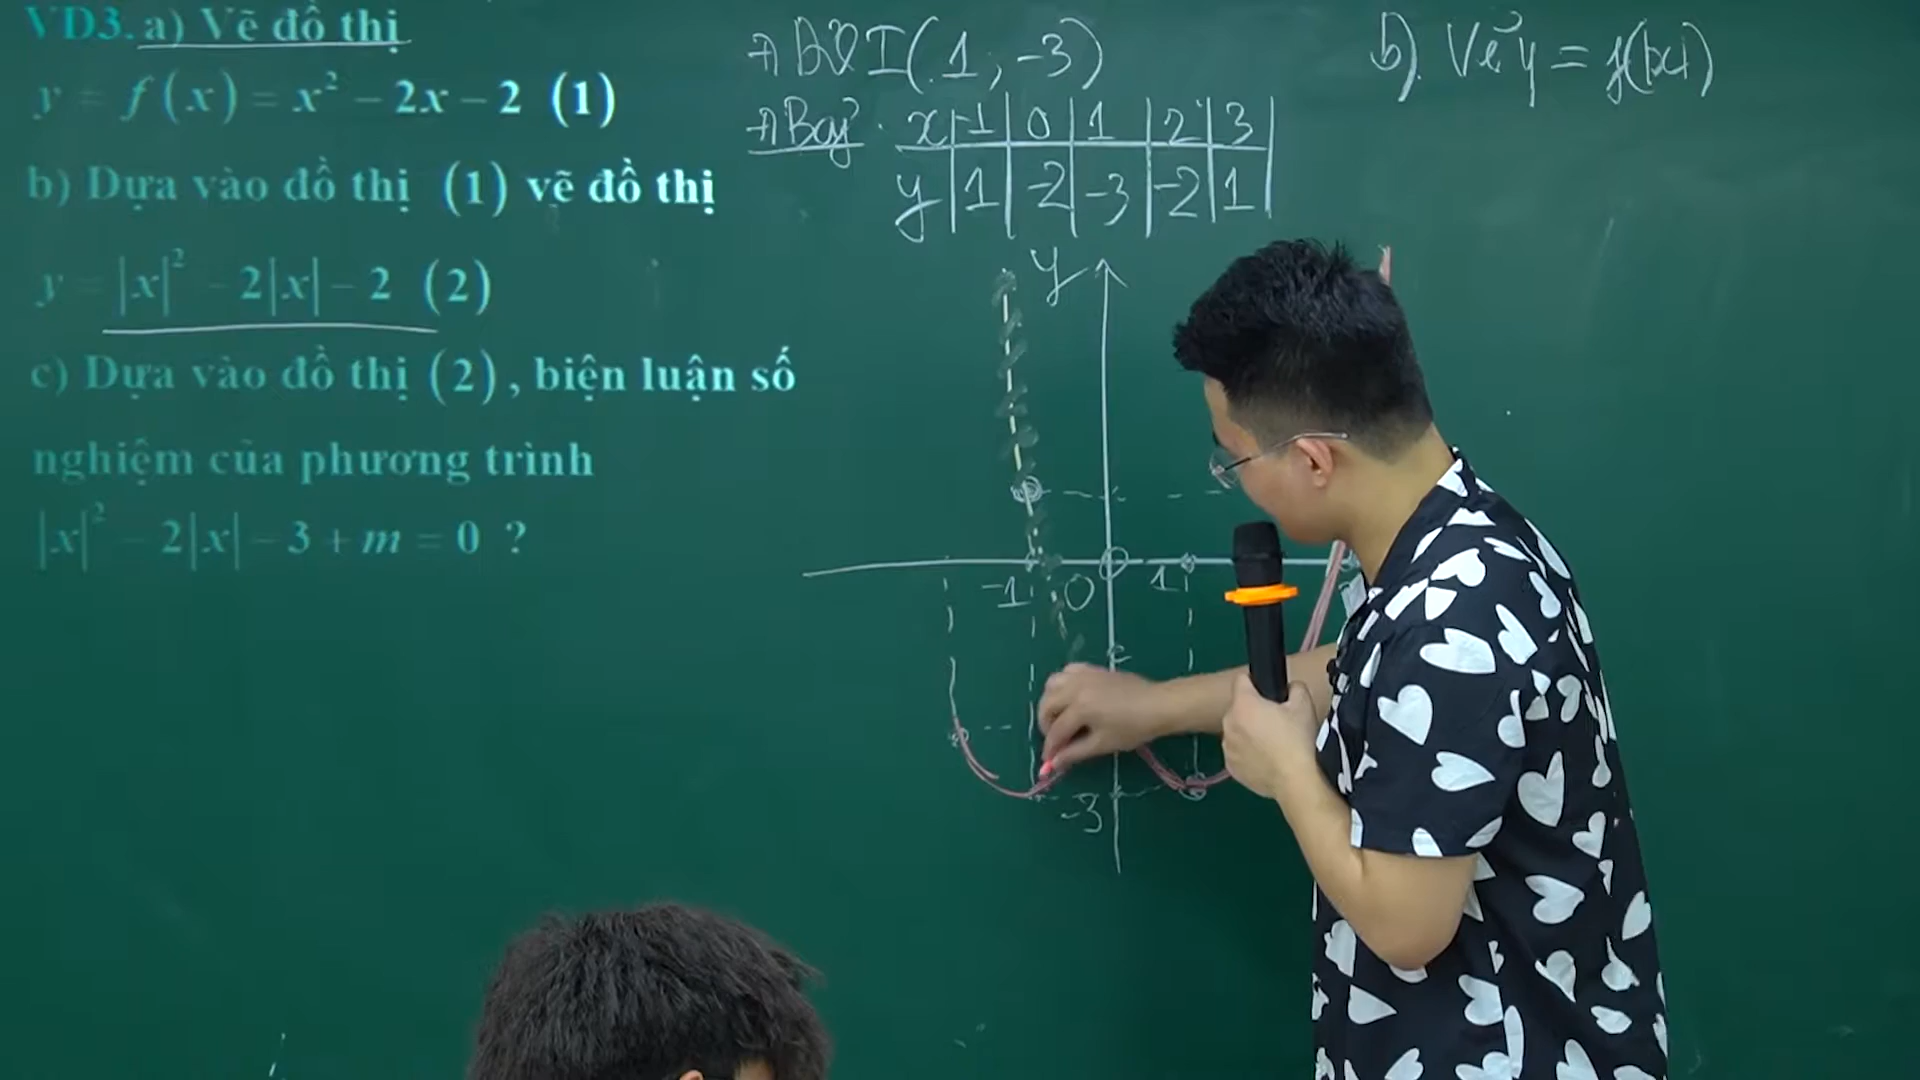 VD3. a) Vẽ đồ thị
y = f(x) = x² − 2x − 2 (1)
b) Dựa vào đồ thị (1) vẽ đồ thị
y = |x|² − 2|x| − 2 (2)
c) Dựa vào đồ thị (2), biện luận số
nghiệm của phương trình
|x|² − 2|x| − 3 + m = 0 ?
I(1; -3)
x | -1 | 0 | 1 | 2 | 3
y | 1 | -2 | -3 | -2 | 1
y
-1 0 1
-3
b). Vẽ y = f(|x|)